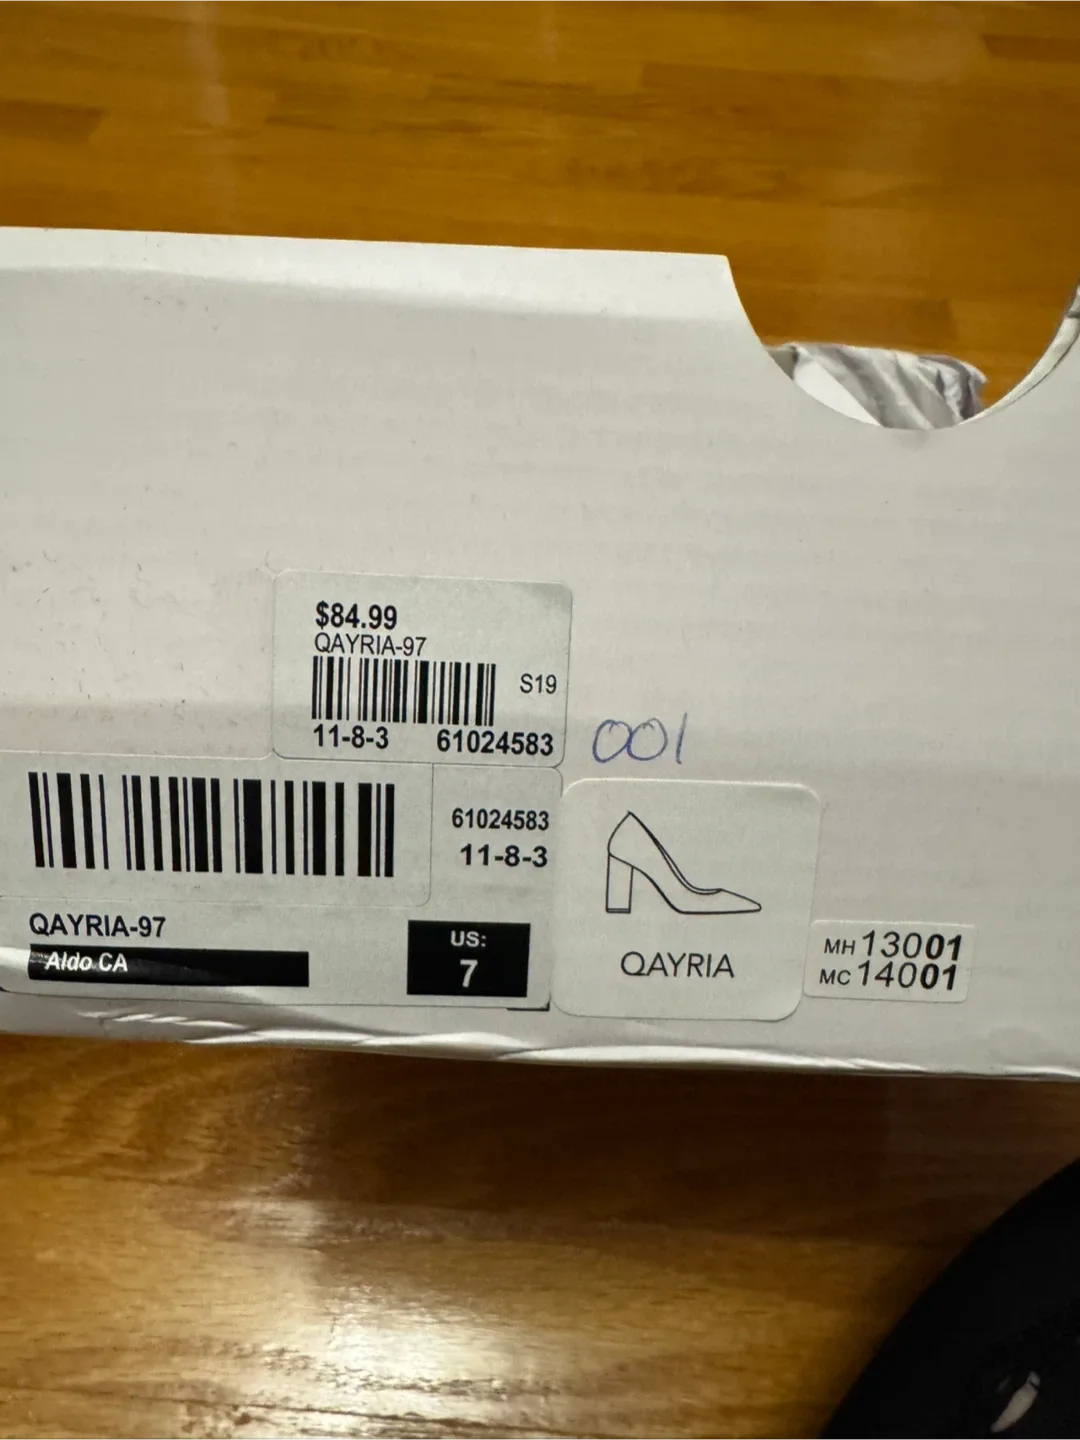 $84.99
QAYRIA-97
S19
11-8-3 61024583
001
61024583
11-8-3
QAYRIA-97
Aldo CA
US:
7
QAYRIA
MH 13001
MC 14001